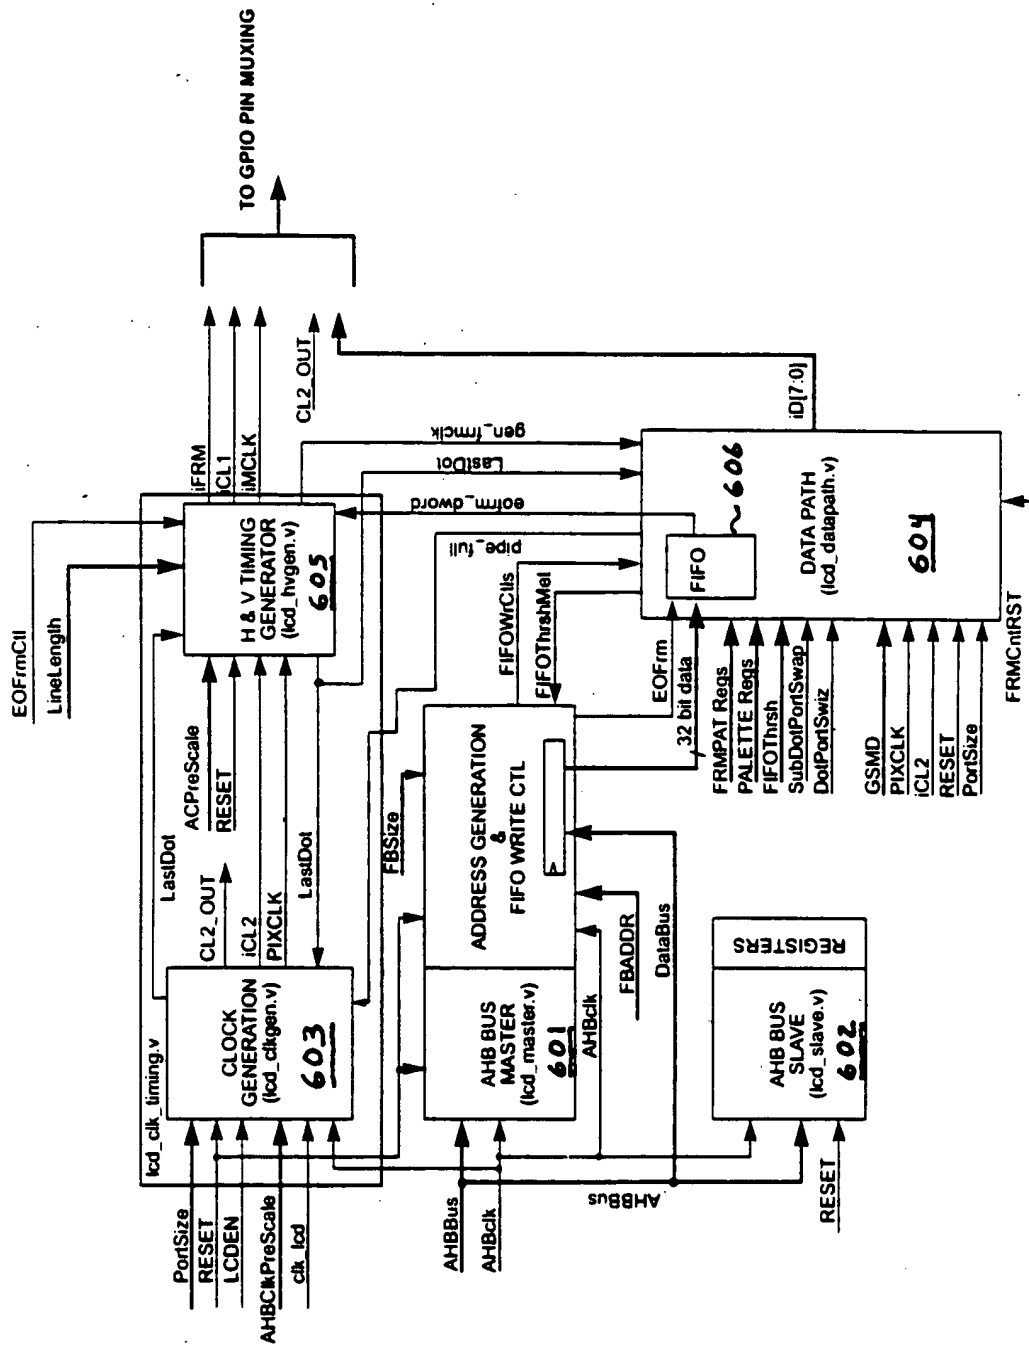 TO GPIO PIN MUXING
EOFrmCtl
LineLength
iFRM
iCL1
iMCLK
CL2_OUT
iD[7:0]
H & V TIMING
GENERATOR
(lcd_hvgen.v)
605
ACPreScale
RESET
LastDot
CL2_OUT
iCL2
PIXCLK
LastDot
lcd_clk_timing.v
CLOCK
GENERATION
(lcd_clkgen.v)
603
PortSize
RESET
LCDEN
AHBClkPreScale
clk_lcd
gen_frmclk
LastDot
eofrm_dword
pipe_full
FIFOWrCtls
FIFOThrshMet
EOFrm
32 bit data
FBSize
ADDRESS GENERATION
&
FIFO WRITE CTL
AHB BUS
MASTER
(lcd_master.v)
601
AHBBus
AHBclk
AHBclk
FBADDR
DataBus
AHBBus
REGISTERS
AHB BUS
SLAVE
(lcd_slave.v)
602
RESET
FIFO
606
DATA PATH
(lcd_datapath.v)
604
FRMPAT Regs
PALETTE Regs
FIFOThrsh
SubDotPortSwap
DotPortSwiz
GSMD
PIXCLK
iCL2
RESET
PortSize
FRMCntRST